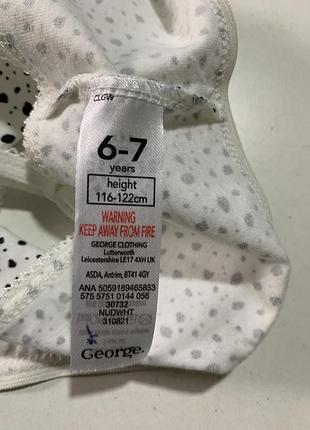 CLGW
6-7
years
height
116-122cm
WARNING
KEEP AWAY FROM FIRE
GEORGE CLOTHING
Lutterworth
Leicestershire LE17 4XH UK
ASDA, Antrim, BT41 4GY
ANA 5059189465853
575 5751 0144 056
30732
NUDWHT
310821
George.